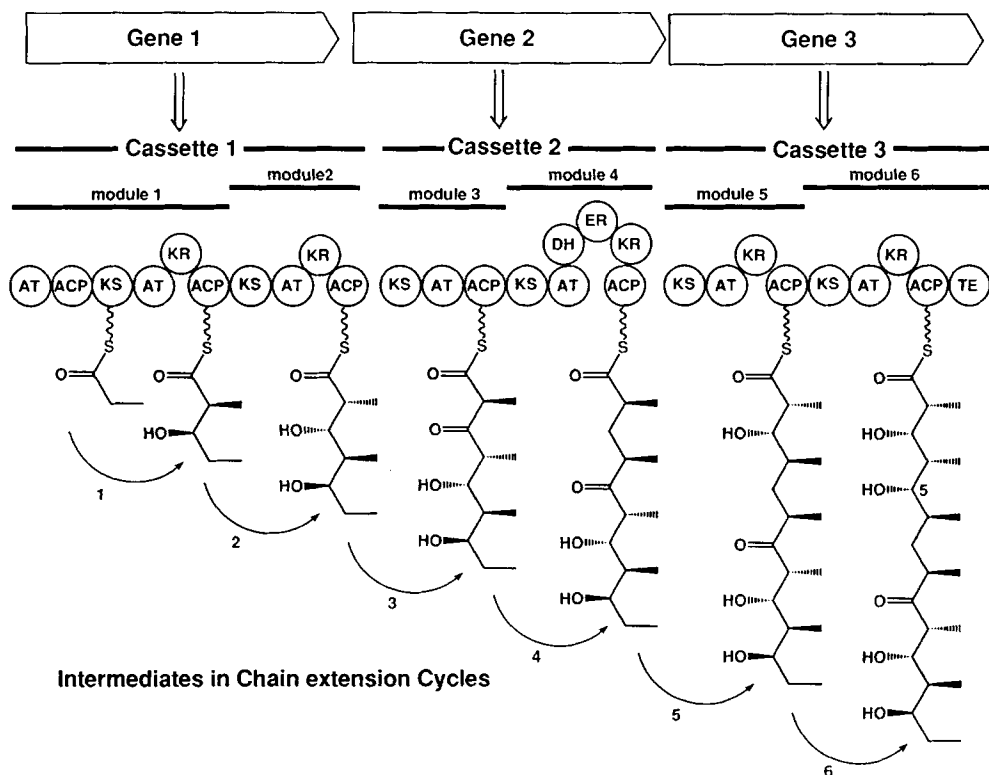 Gene 1 Gene 2 Gene 3
Cassette 1 Cassette 2 Cassette 3
module 1 module2 module 3 module 4 module 5 module 6
AT ACP KS AT KR ACP KS AT KR ACP
KS AT ACP KS AT DH ER KR ACP
KS AT KR ACP KS AT KR ACP TE
S S S S S S S
O O O O O O O
HO HO O HO HO
HO HO O HO 5
HO HO O
HO O HO
HO HO HO
HO HO
1
2
3
4
5
6
Intermediates in Chain extension Cycles